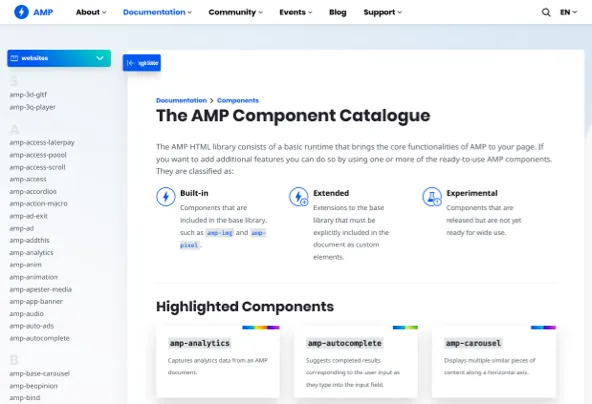 AMP
About
Documentation
Community
Events
Blog
Support
EN
websites
amp-3d-gltf
amp-3q-player
A
amp-access-laterpay
amp-access-poool
amp-access-scroll
amp-access
amp-accordion
amp-action-macro
amp-ad-exit
amp-ad
amp-addthis
amp-analytics
amp-anim
amp-animation
amp-apester-media
amp-app-banner
amp-audio
amp-auto-ads
amp-autocomplete
B
amp-base-carousel
amp-beopinion
amp-bind
Documentation > Components
The AMP Component Catalogue
The AMP HTML library consists of a basic runtime that brings the core functionalities of AMP to your page. If
you want to add additional features you can do so by using one or more of the ready-to-use AMP components.
They are classified as:
Built-in
Components that are
included in the base library,
such as amp-img and amp-
pixel.
Extended
Extensions to the base
library that must be
explicitly included in the
document as custom
elements.
Experimental
Components that are
released but are not yet
ready for wide use.
Highlighted Components
amp-analytics
Captures analytics data from an AMP
document.
amp-autocomplete
Suggests completed results
corresponding to the user input as
they type into the input field.
amp-carousel
Displays multiple similar pieces of
content along a horizontal axis.